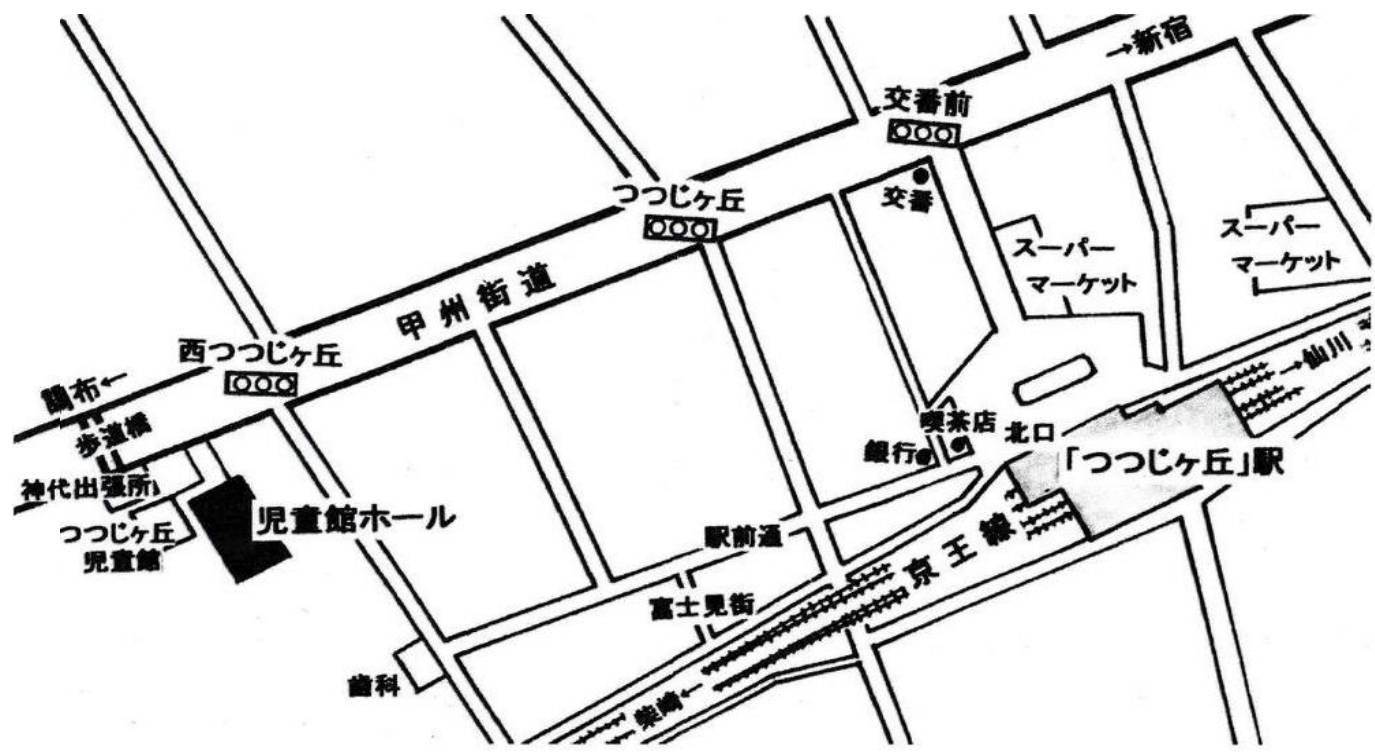 →新宿
交番前
交番
つつじヶ丘
スーパー
マーケット
スーパー
マーケット
甲州街道
西つつじヶ丘
調布←
歩道橋
→仙川
喫茶店
北口
銀行
「つつじヶ丘」駅
神代出張所
児童館ホール
つつじヶ丘
児童館
駅前通
京王線
富士見街
歯科
柴崎←